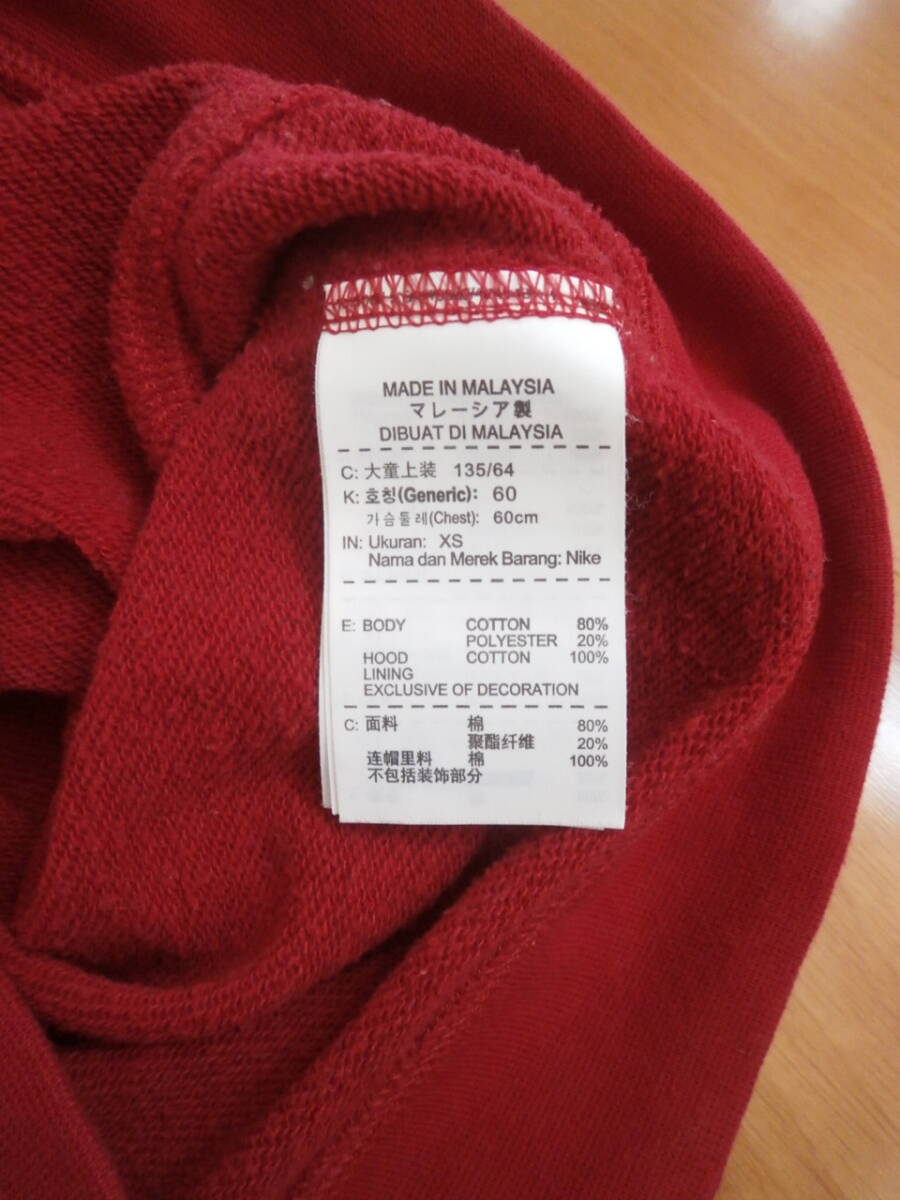 MADE IN MALAYSIA
マレーシア製
DIBUAT DI MALAYSIA
C: 大童上装 135/64
K: 호칭(Generic): 60
가슴둘레(Chest): 60cm
IN: Ukuran: XS
Nama dan Merek Barang: Nike
E: BODY COTTON 80%
POLYESTER 20%
HOOD COTTON 100%
LINING
EXCLUSIVE OF DECORATION
C: 面料 棉 80%
聚酯纤维 20%
连帽里料 棉 100%
不包括装饰部分